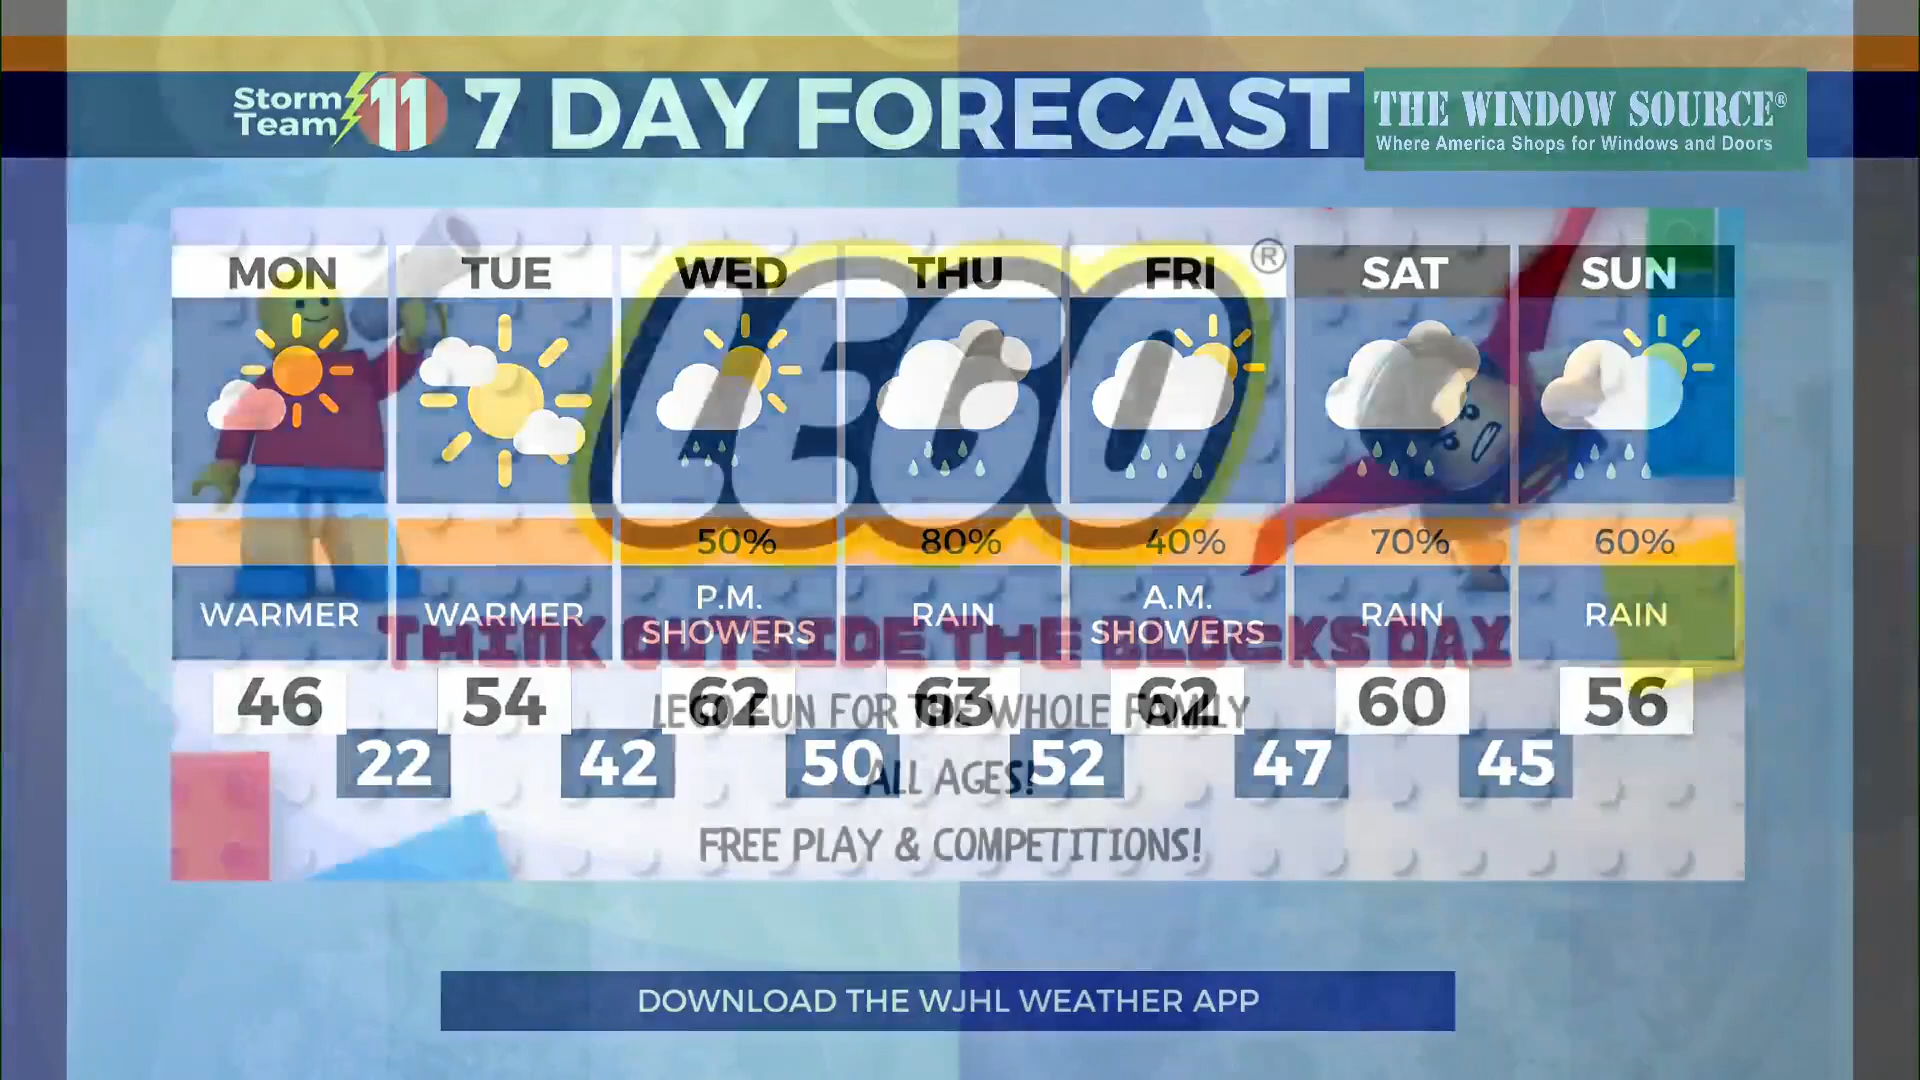 Storm
Team 11
7 DAY FORECAST
THE WINDOW SOURCE®
Where America Shops for Windows and Doors
MON TUE WED THU FRI SAT SUN
LEGO®
50% 80% 40% 70% 60%
WARMER WARMER P.M. SHOWERS RAIN A.M. SHOWERS RAIN RAIN
THINK OUTSIDE THE BLOCKS DAY
46 54 62 63 62 60 56
LEGO FUN FOR THE WHOLE FAMILY
22 42 50 52 47 45
ALL AGES!
FREE PLAY & COMPETITIONS!
DOWNLOAD THE WJHL WEATHER APP